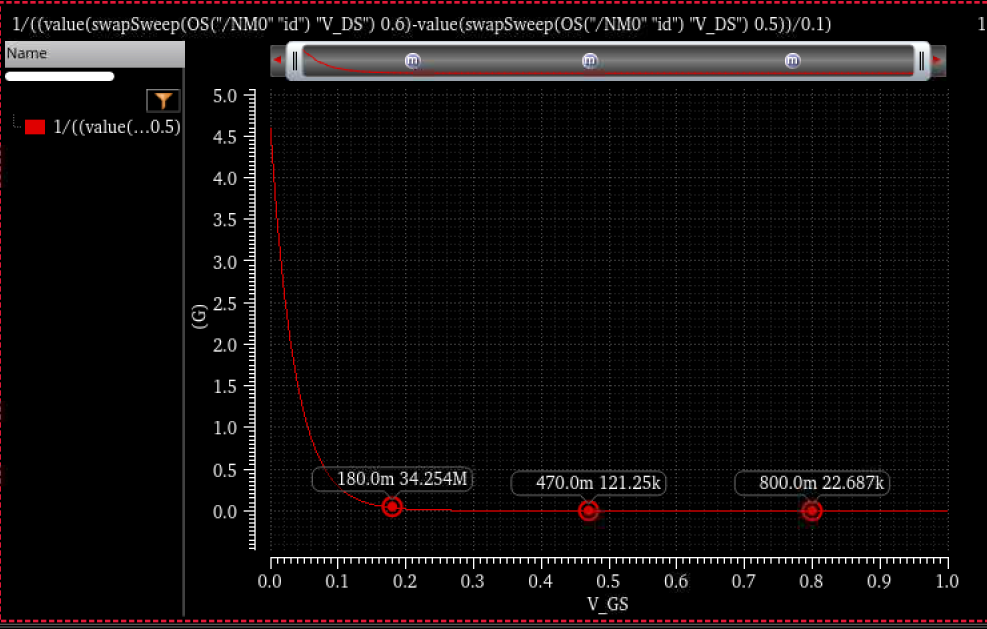 1/((value(swapSweep(OS("/NM0" "id") "V_DS") 0.6)-value(swapSweep(OS("/NM0" "id") "V_DS") 0.5))/0.1)
1
Name
m m m
1/((value(...0.5)
5.0
4.5
4.0
3.5
3.0
2.5
2.0
1.5
1.0
0.5
0.0
(G)
180.0m 34.254M
470.0m 121.25k
800.0m 22.687k
0.0 0.1 0.2 0.3 0.4 0.5 0.6 0.7 0.8 0.9 1.0
V_GS